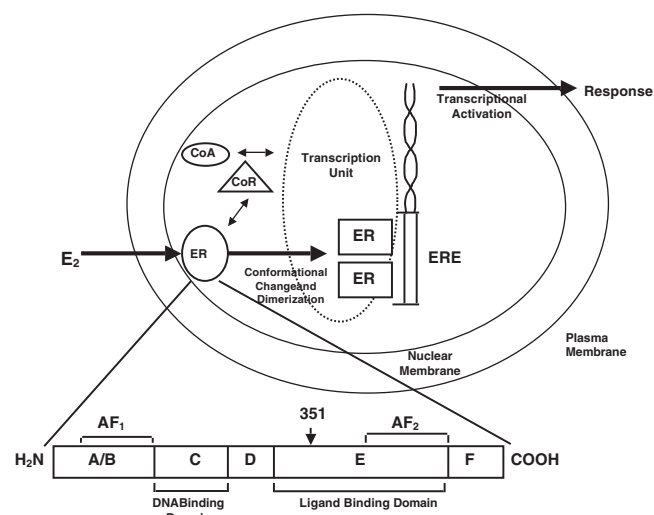 Response
Transcriptional
Activation
CoA
CoR
Transcription
Unit
E₂
ER
ER
ER
ERE
Conformational
Changeand
Dimerization
Plasma
Membrane
Nuclear
Membrane
351
AF₁
AF₂
H₂N
A/B
C
D
E
F
COOH
DNABinding
Ligand Binding Domain